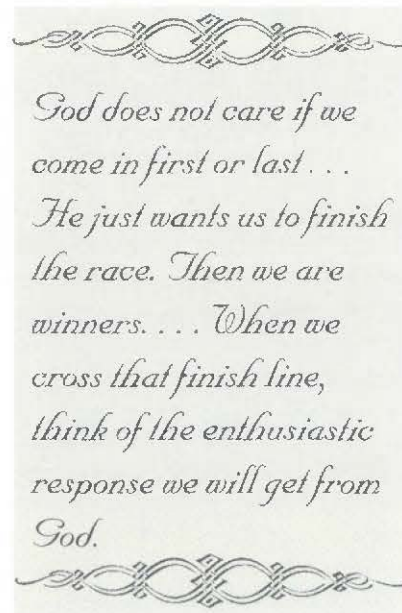 God does not care if we
come in first or last . . .
He just wants us to finish
the race. Then we are
winners. . . . When we
cross that finish line,
think of the enthusiastic
response we will get from
God.